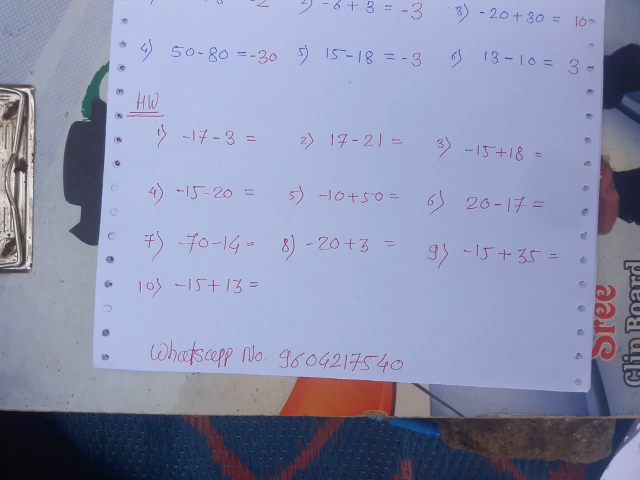 2) -6 + 3 = -3 3) -20 + 30 = 10
4) 50 - 80 = -30 5) 15 - 18 = -3 6) 13 - 10 = 3
HW
1) -17 - 3 = 2) 17 - 21 = 3) -15 + 18 =
4) -15 - 20 = 5) -10 + 50 = 6) 20 - 17 =
7) -70 - 14 = 8) -20 + 3 = 9) -15 + 35 =
10) -15 + 13 =
Whatsapp No. 9604217540
Sree
Clip Board